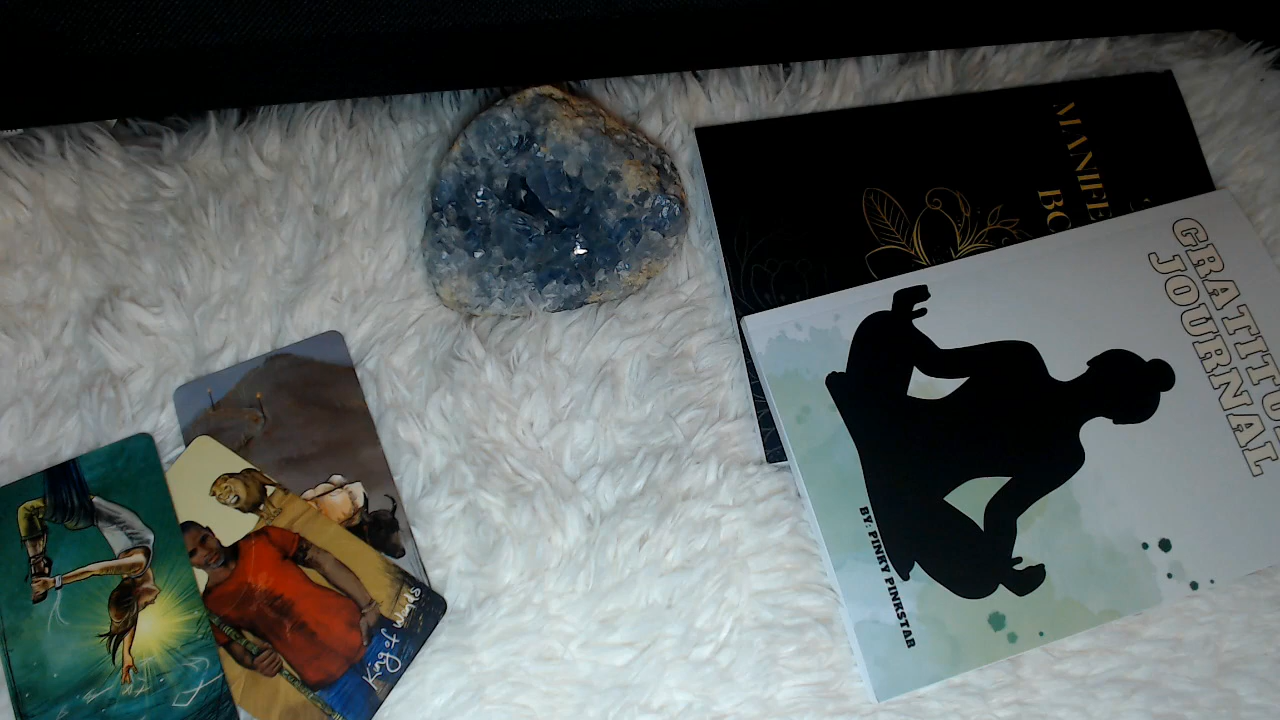 GRATITU
JOURNAL
BY: PINKY PINKSTAR
MANIFE
BO
King of Wands